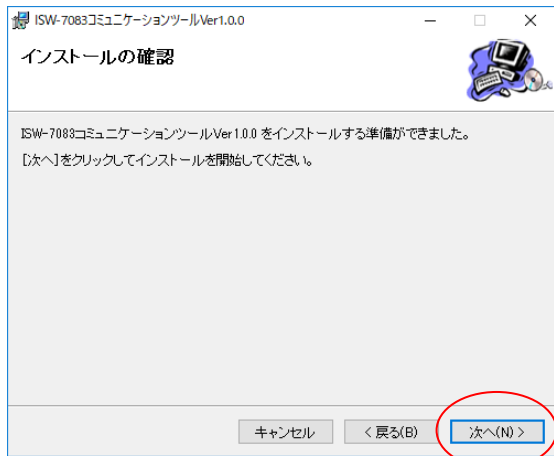 ISW-7083コミュニケーションツールVer1.0.0
インストールの確認
ISW-7083コミュニケーションツールVer1.0.0 をインストールする準備ができました。
[次へ]をクリックしてインストールを開始してください。
キャンセル
< 戻る(B)
次へ(N) >